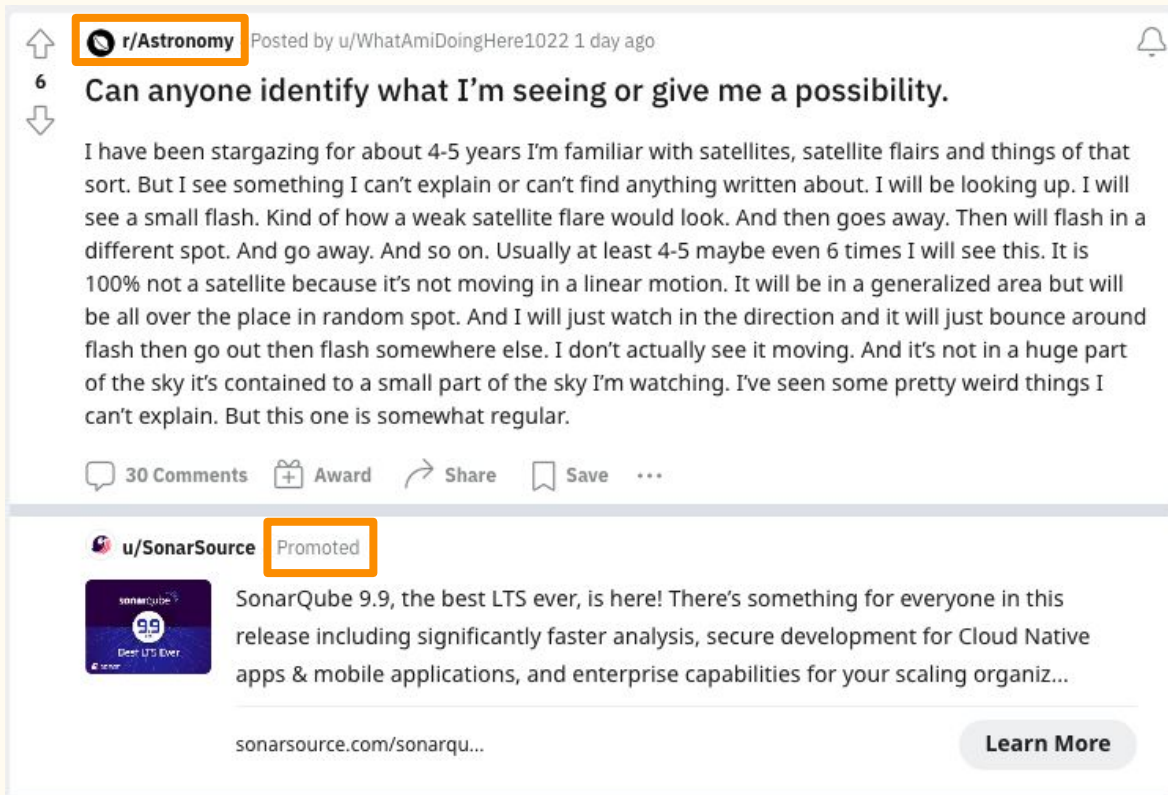 r/Astronomy Posted by u/WhatAmiDoingHere1022 1 day ago
6
Can anyone identify what I'm seeing or give me a possibility.
I have been stargazing for about 4-5 years I'm familiar with satellites, satellite flairs and things of that
sort. But I see something I can't explain or can't find anything written about. I will be looking up. I will
see a small flash. Kind of how a weak satellite flare would look. And then goes away. Then will flash in a
different spot. And go away. And so on. Usually at least 4-5 maybe even 6 times I will see this. It is
100% not a satellite because it's not moving in a linear motion. It will be in a generalized area but will
be all over the place in random spot. And I will just watch in the direction and it will just bounce around
flash then go out then flash somewhere else. I don't actually see it moving. And it's not in a huge part
of the sky it's contained to a small part of the sky I'm watching. I've seen some pretty weird things I
can't explain. But this one is somewhat regular.
30 Comments Award Share Save ...
u/SonarSource Promoted
sonarqube
9.9
Best LTS Ever
sonar
SonarQube 9.9, the best LTS ever, is here! There's something for everyone in this
release including significantly faster analysis, secure development for Cloud Native
apps & mobile applications, and enterprise capabilities for your scaling organiz...
sonarsource.com/sonarqu...
Learn More